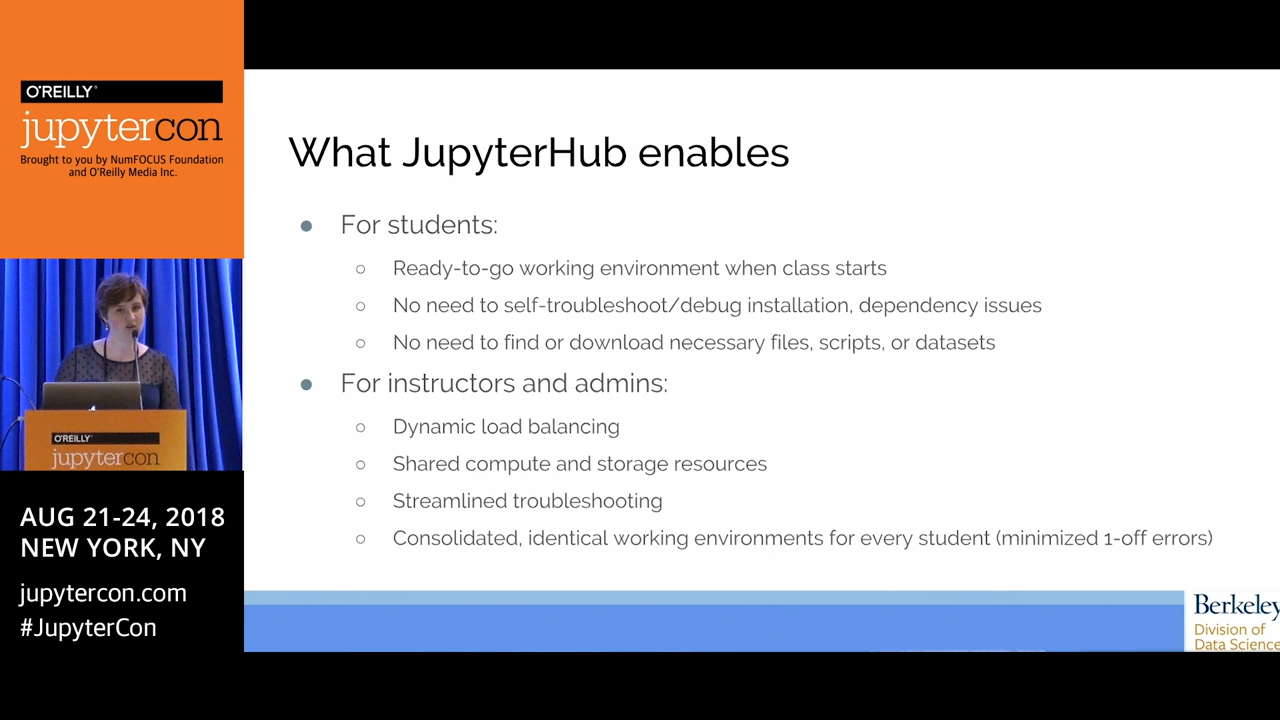 O'REILLY®
jupytercon
Brought to you by NumFOCUS Foundation
and O'Reilly Media Inc.
O'REILLY®
jupytercon
AUG 21-24, 2018
NEW YORK, NY
jupytercon.com
#JupyterCon
What JupyterHub enables
● For students:
○ Ready-to-go working environment when class starts
○ No need to self-troubleshoot/debug installation, dependency issues
○ No need to find or download necessary files, scripts, or datasets
● For instructors and admins:
○ Dynamic load balancing
○ Shared compute and storage resources
○ Streamlined troubleshooting
○ Consolidated, identical working environments for every student (minimized 1-off errors)
Berkeley
Division of
Data Science